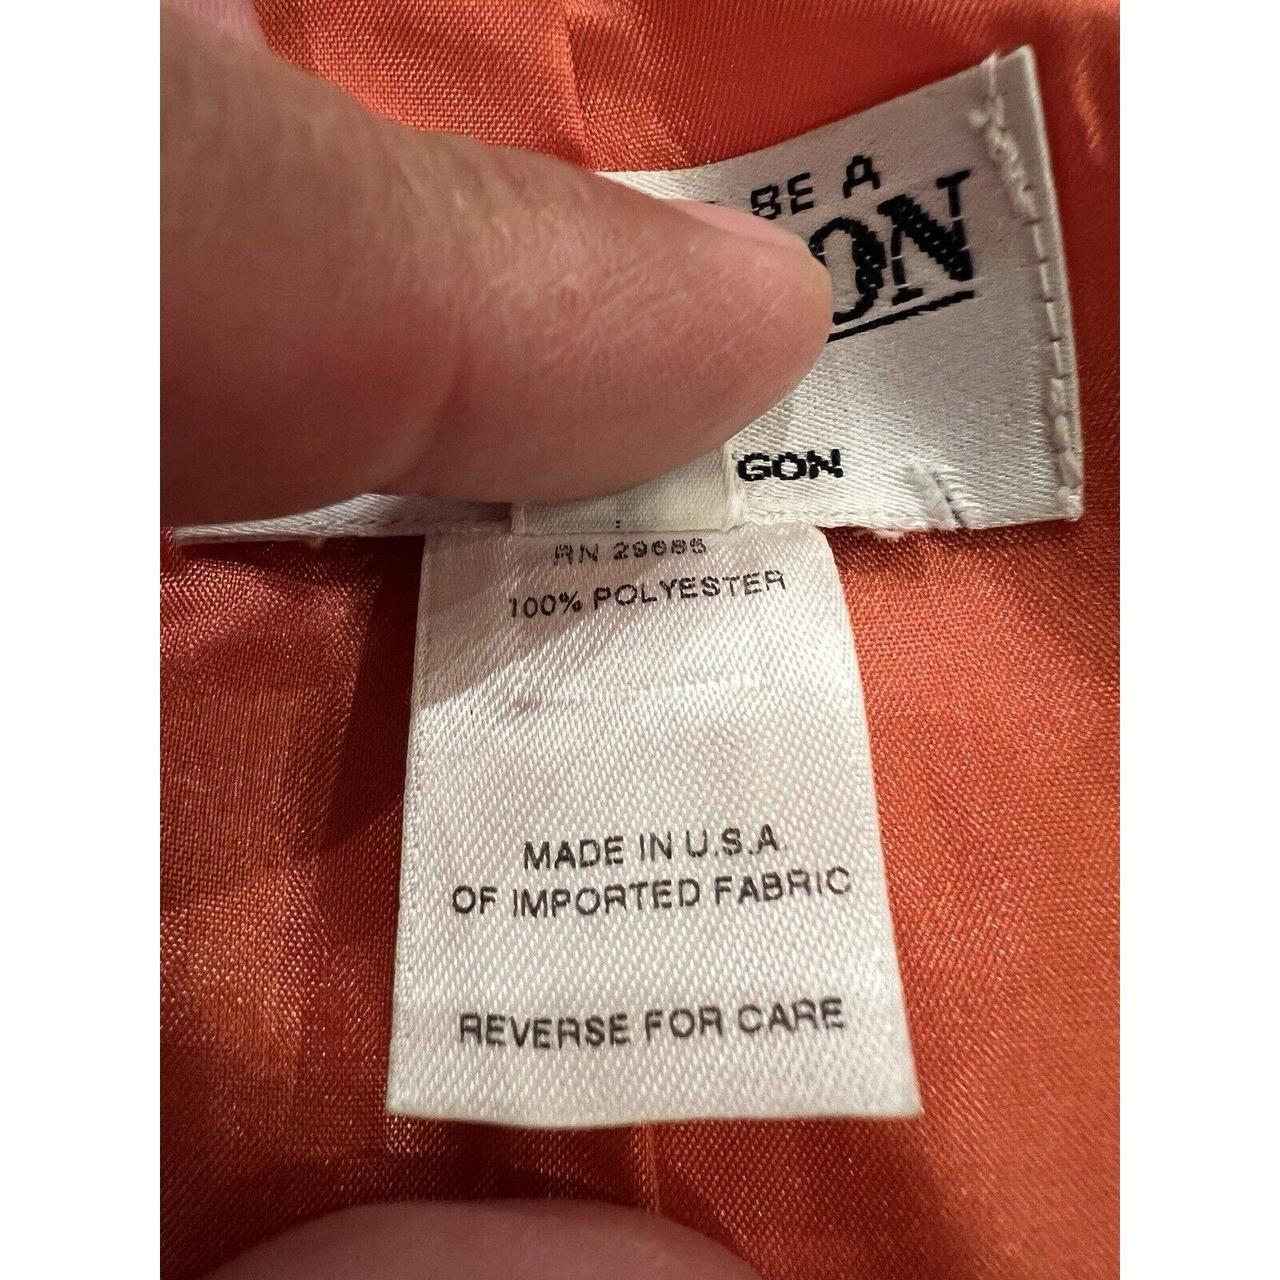 BE A
ON
GON
RN 29685
100% POLYESTER
MADE IN U.S.A.
OF IMPORTED FABRIC
REVERSE FOR CARE